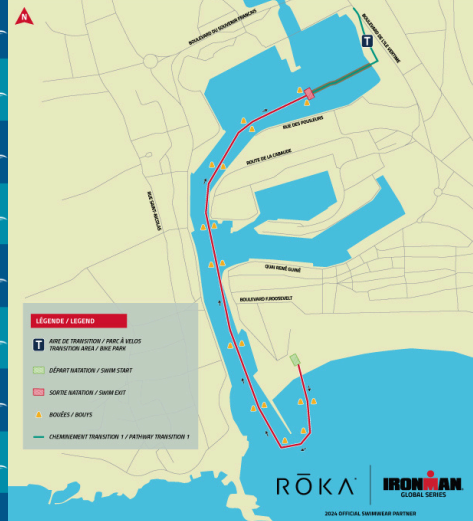 N
BOULEVARD DU SOUVENIR FRANÇAIS
BOULEVARD DE L'ILE VERTIME
T
RUE DES POULEURS
ROUTE DE LA CABAUDE
RUE SAINT-NICOLAS
QUAI RENÉ GUINÉ
BOULEVARD F.ROOSEVELT
LÉGENDE / LEGEND
T
AIRE DE TRANSITION / PARC À VELOS
TRANSITION AREA / BIKE PARK
DÉPART NATATION / SWIM START
SORTIE NATATION / SWIM EXIT
BOUÉES / BOUYS
CHEMINEMENT TRANSITION 1 / PATHWAY TRANSITION 1
RŌKA
IRONMAN
GLOBAL SERIES
2024 OFFICIAL SWIMWEAR PARTNER